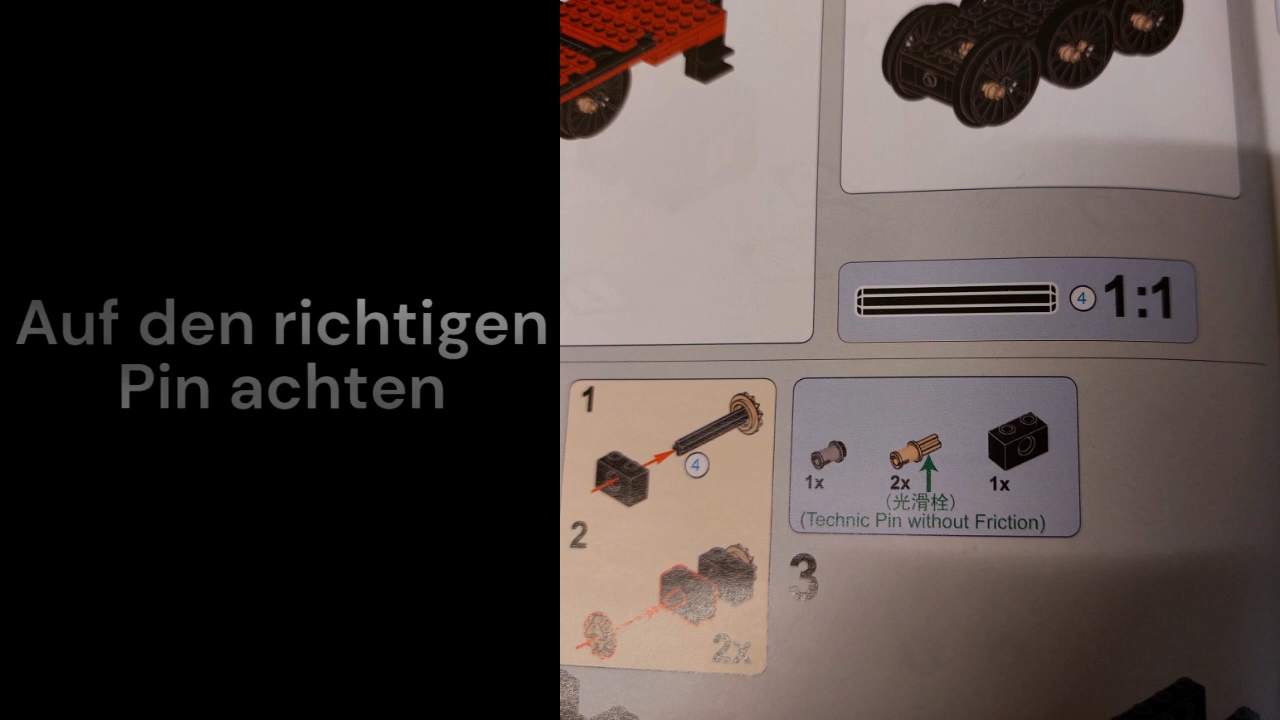 Auf den richtigen
Pin achten
4 1:1
1
4
2
2x
1x
2x
1x
(光滑栓)
(Technic Pin without Friction)
3